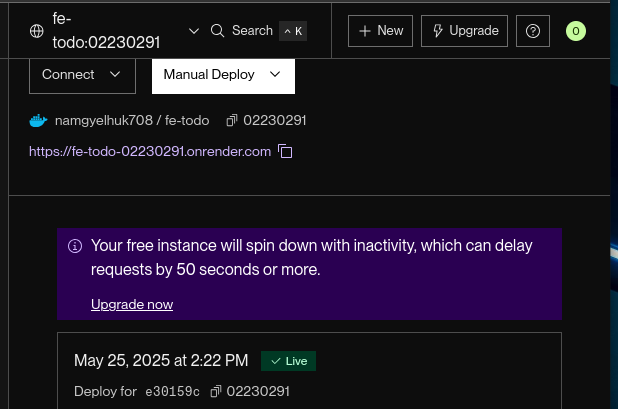 fe-
todo:02230291
Search
K
New
Upgrade
0
Connect
Manual Deploy
namgyelhuk708 / fe-todo
02230291
https://fe-todo-02230291.onrender.com
Your free instance will spin down with inactivity, which can delay
requests by 50 seconds or more.
Upgrade now
May 25, 2025 at 2:22 PM
Live
Deploy for e30159c 02230291